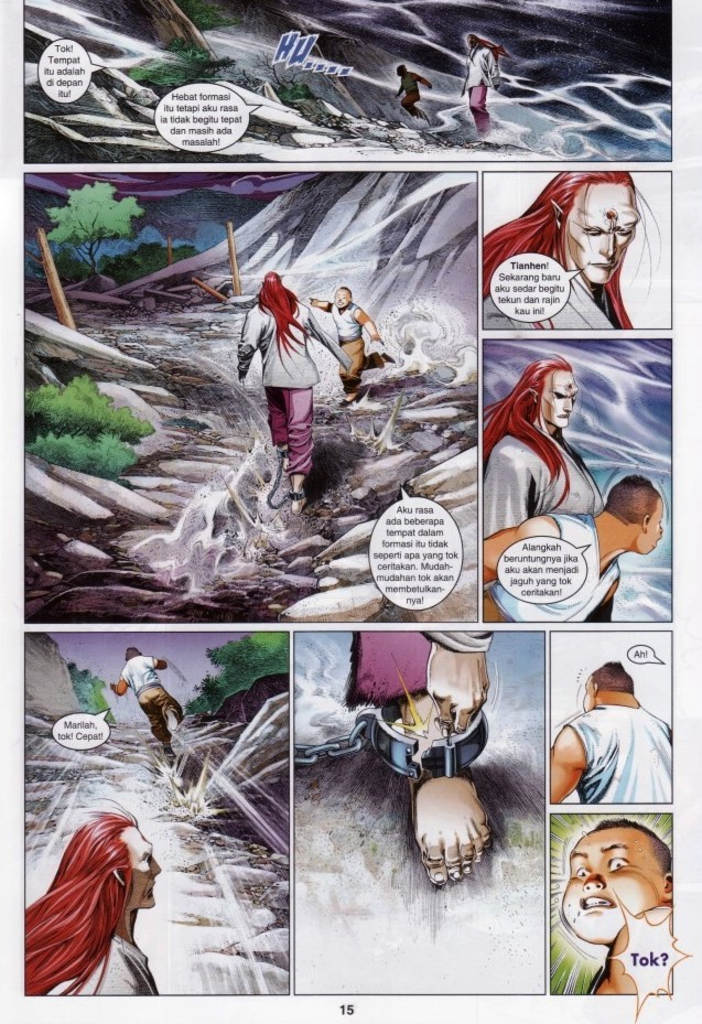 Tok!
Tempat
itu adalah
di depan
itu!
HU.....
Hebat formasi
itu tetapi aku rasa
ia tidak begitu tepat
dan masih ada
masalah!
Aku rasa
ada beberapa
tempat dalam
formasi itu tidak
seperti apa yang tok
ceritakan. Mudah-
mudahan tok akan
membetulkan-
nya!
Tianhen!
Sekarang baru
aku sedar begitu
tekun dan rajin
kau ini!
Alangkah
beruntungnya jika
aku akan menjadi
jaguh yang tok
ceritakan!
Marilah,
tok! Cepat!
Ah!
Tok?
15